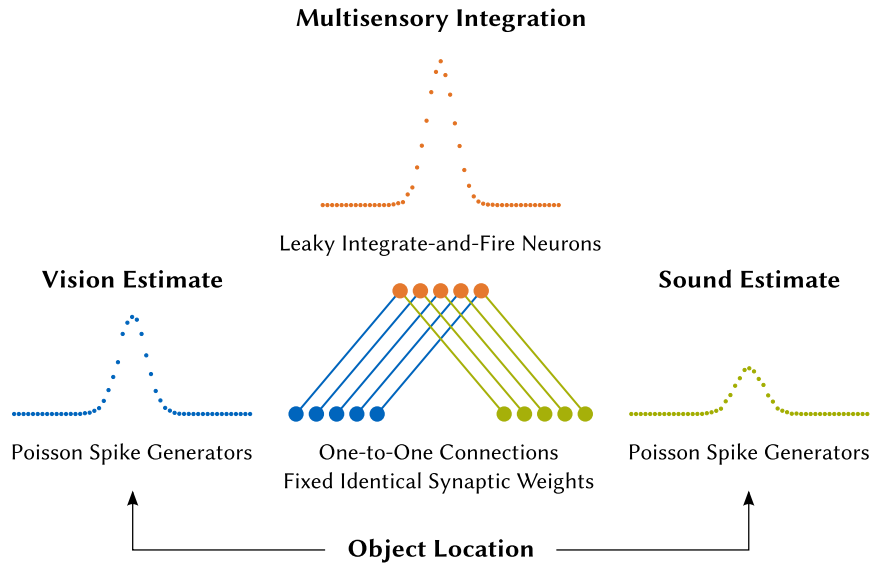 Multisensory Integration
Leaky Integrate-and-Fire Neurons
Vision Estimate
Sound Estimate
Poisson Spike Generators
One-to-One Connections
Fixed Identical Synaptic Weights
Poisson Spike Generators
Object Location